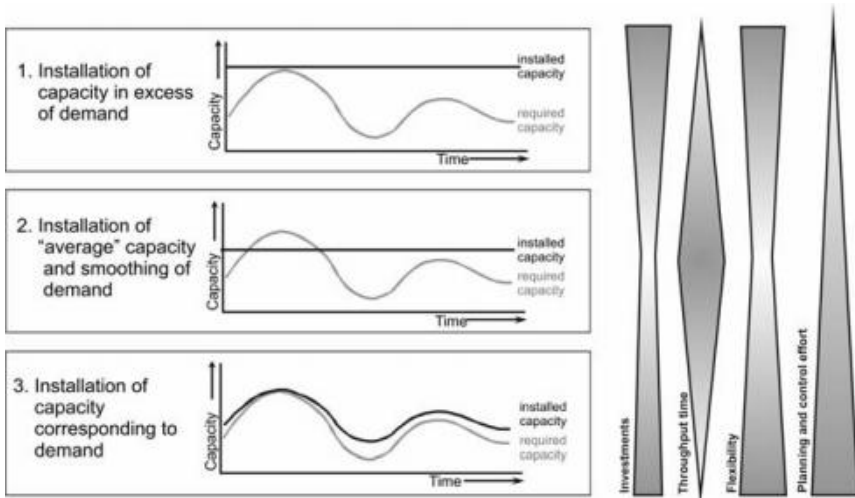 1. Installation of
capacity in excess
of demand
Capacity
Time
installed
capacity
required
capacity
2. Installation of
"average" capacity
and smoothing of
demand
Capacity
Time
installed
capacity
required
capacity
3. Installation of
capacity
corresponding to
demand
Capacity
Time
installed
capacity
required
capacity
Investments
Throughput time
Flexibility
Planning and control effort